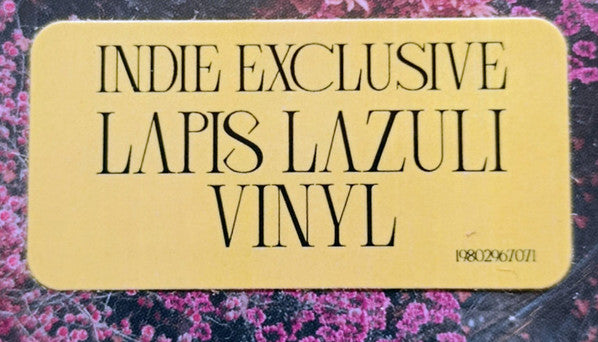 INDIE EXCLUSIVE
LAPIS LAZULI
VINYL
19802967071